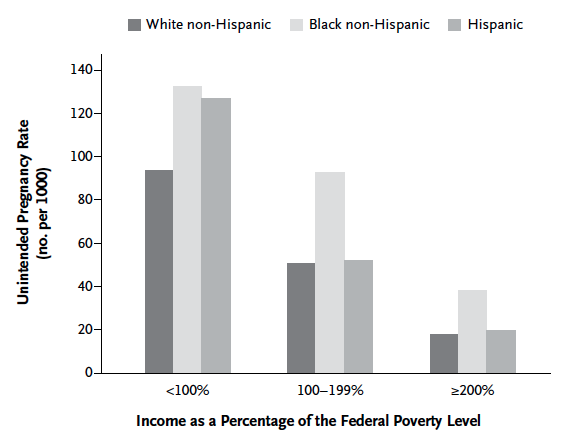 White non-Hispanic Black non-Hispanic Hispanic
Unintended Pregnancy Rate
(no. per 1000)
140
120
100
80
60
40
20
0
<100% 100–199% ≥200%
Income as a Percentage of the Federal Poverty Level